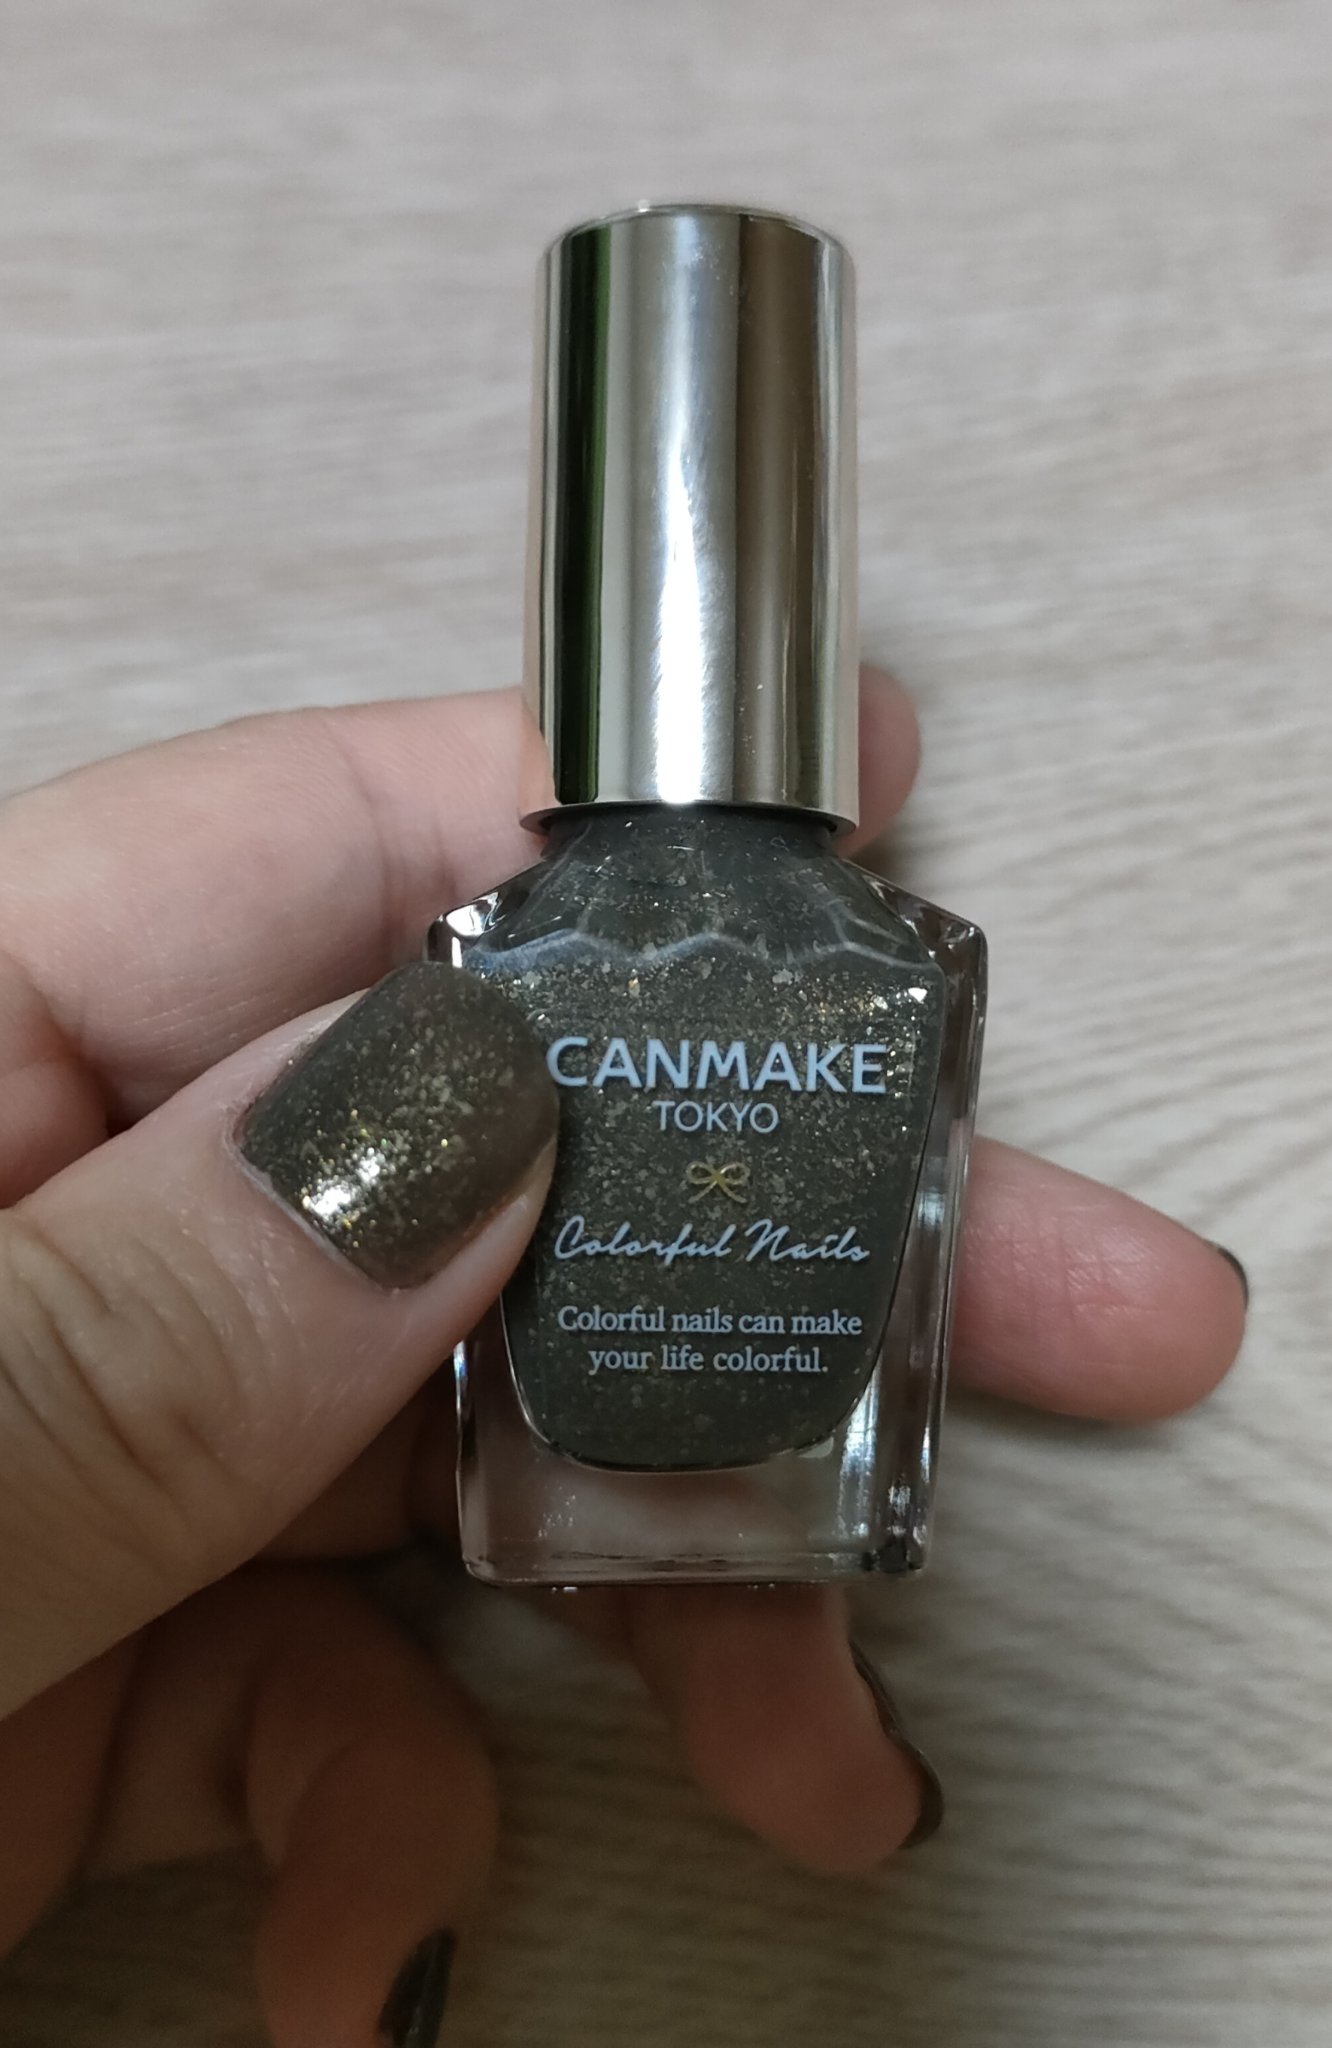 CANMAKE
TOKYO
Colorful Nails
Colorful nails can make
your life colorful.